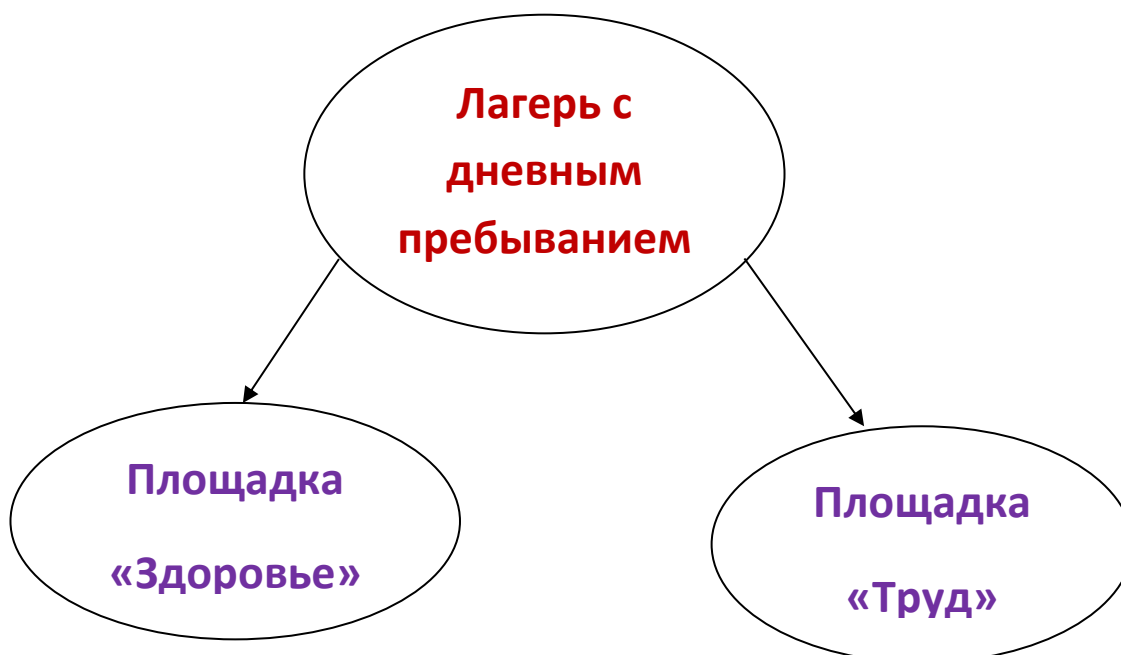 Лагерь с
дневным
пребыванием
Площадка
«Здоровье»
Площадка
«Труд»